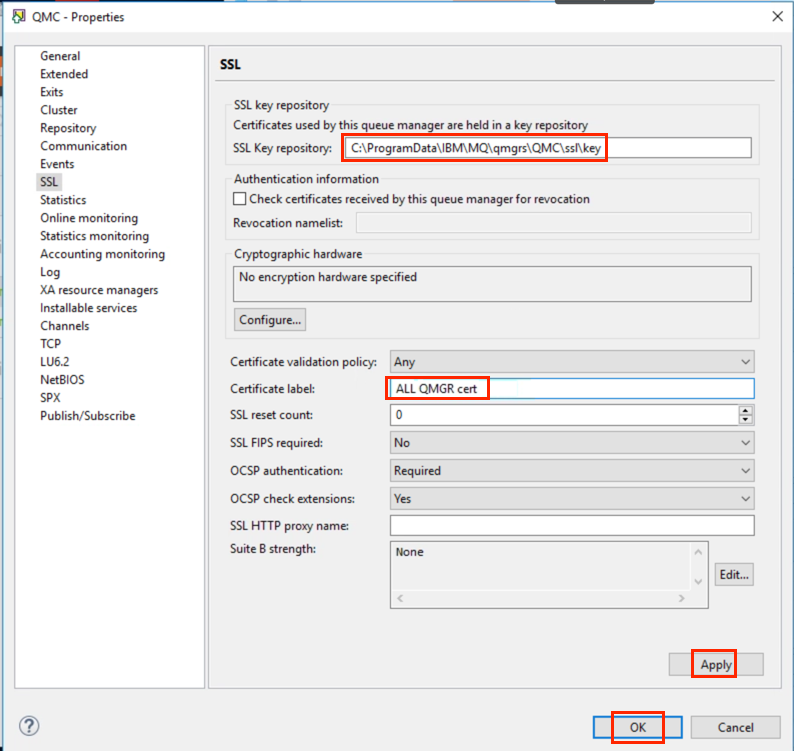 QMC - Properties
General
Extended
Exits
Cluster
Repository
Communication
Events
SSL
Statistics
Online monitoring
Statistics monitoring
Accounting monitoring
Log
XA resource managers
Installable services
Channels
TCP
LU6.2
NetBIOS
SPX
Publish/Subscribe
SSL
SSL key repository
Certificates used by this queue manager are held in a key repository
SSL Key repository: C:\ProgramData\IBM\MQ\qmgrs\QMC\ssl\key
Authentication information
Check certificates received by this queue manager for revocation
Revocation namelist:
Cryptographic hardware
No encryption hardware specified
Configure...
Certificate validation policy: Any
Certificate label: ALL QMGR cert
SSL reset count: 0
SSL FIPS required: No
OCSP authentication: Required
OCSP check extensions: Yes
SSL HTTP proxy name:
Suite B strength: None
Edit...
Apply
OK Cancel